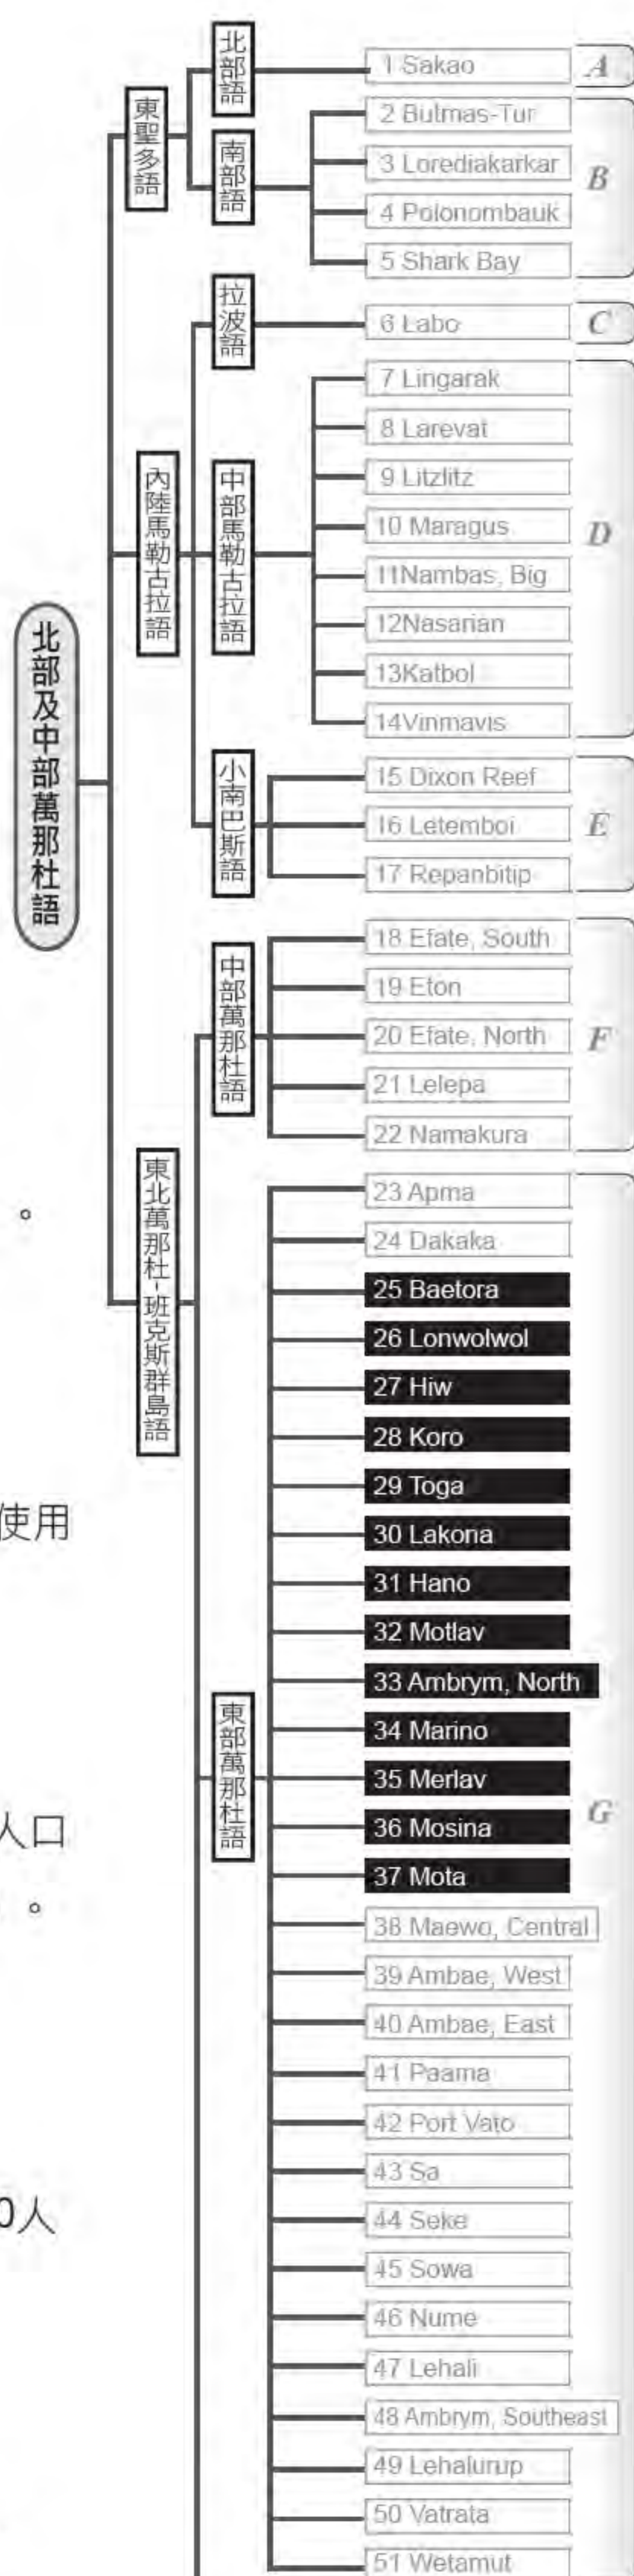 北部及中部萬那杜語
東聖多語
北部語
1 Sakao
A
南部語
2 Butmas-Tur
3 Lorediakarkar
4 Polonombauk
5 Shark Bay
B
內陸馬勒古拉語
拉波語
6 Labo
C
中部馬勒古拉語
7 Lingarak
8 Larevat
9 Litzlitz
10 Maragus
11Nambas, Big
12Nasarian
13Katbol
14Vinmavis
D
小南巴斯語
15 Dixon Reef
16 Letemboi
17 Repanbitip
E
東北萬那杜-班克斯群島語
中部萬那杜語
18 Efate, South
19 Eton
20 Efate, North
21 Lelepa
22 Namakura
F
東部萬那杜語
23 Apma
24 Dakaka
25 Baetora
26 Lonwolwol
27 Hiw
28 Koro
29 Toga
30 Lakona
31 Hano
32 Motlav
33 Ambrym, North
34 Marino
35 Merlav
36 Mosina
37 Mota
38 Maewo, Central
39 Ambae, West
40 Ambae, East
41 Paama
42 Port Vato
43 Sa
44 Seke
45 Sowa
46 Nume
47 Lehali
48 Ambrym, Southeast
49 Lehalurup
50 Vatrata
51 Wetamut
G
。
使用
人口
。
0人